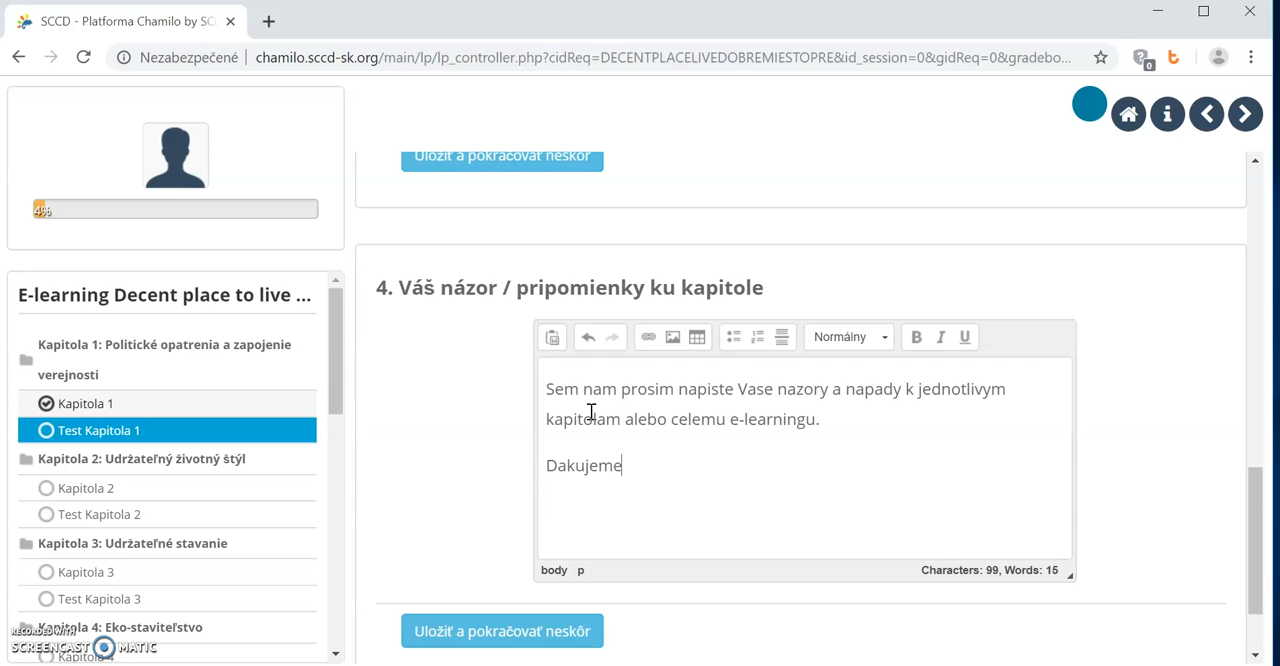 SCCD - Platforma Chamilo by SC
Nezabezpečené
chamilo.sccd-sk.org/main/lp/lp_controller.php?cidReq=DECENTPLACELIVEDOBREMIESTOPRE&id_session=0&gidReq=0&gradebo...
0
4%
E-learning Decent place to live ...
Kapitola 1: Politické opatrenia a zapojenie
verejnosti
Kapitola 1
Test Kapitola 1
Kapitola 2: Udržateľný životný štýl
Kapitola 2
Test Kapitola 2
Kapitola 3: Udržateľné stavanie
Kapitola 3
Test Kapitola 3
Kapitola 4: Eko-staviteľstvo
Kapitola 4
RECORDED WITH
SCREENCAST MATIC
Uložiť a pokračovať neskôr
4. Váš názor / pripomienky ku kapitole
Normálny
B I U
Sem nam prosim napiste Vase nazory a napady k jednotlivym
kapitolam alebo celemu e-learningu.
Dakujeme
body p
Characters: 99, Words: 15
Uložiť a pokračovať neskôr